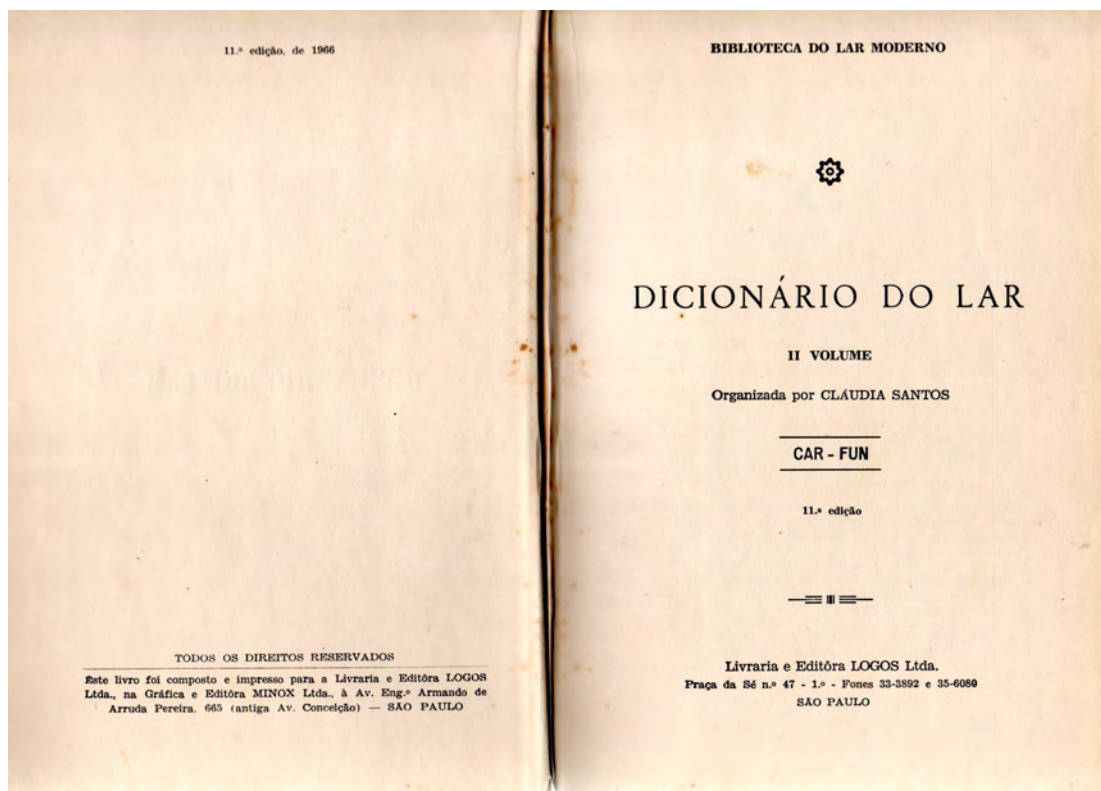 11.ª edição, de 1966
TODOS OS DIREITOS RESERVADOS
Êste livro foi composto e impresso para a Livraria e Editôra LOGOS
Ltda., na Gráfica e Editôra MINOX Ltda., à Av. Eng.º Armando de
Arruda Pereira, 665 (antiga Av. Conceição) — SÃO PAULO
BIBLIOTECA DO LAR MODERNO
DICIONÁRIO DO LAR
II VOLUME
Organizada por CLÁUDIA SANTOS
CAR - FUN
11.ª edição
Livraria e Editôra LOGOS Ltda.
Praça da Sé n.º 47 - 1.º - Fones 33-3892 e 35-6080
SÃO PAULO